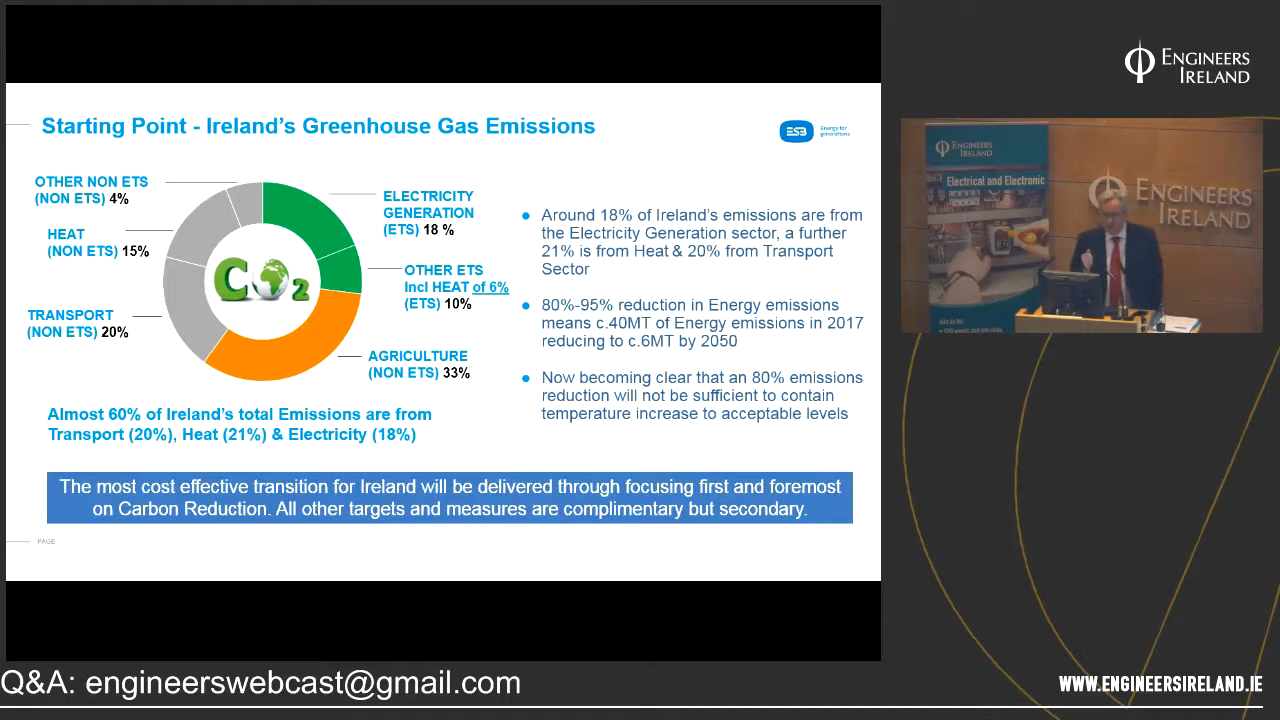 Starting Point - Ireland's Greenhouse Gas Emissions
ESB
Energy for
generations
OTHER NON ETS
(NON ETS) 4%
HEAT
(NON ETS) 15%
TRANSPORT
(NON ETS) 20%
CO2
ELECTRICITY
GENERATION
(ETS) 18 %
OTHER ETS
Incl HEAT of 6%
(ETS) 10%
AGRICULTURE
(NON ETS) 33%
Almost 60% of Ireland's total Emissions are from
Transport (20%), Heat (21%) & Electricity (18%)
● Around 18% of Ireland's emissions are from
the Electricity Generation sector, a further
21% is from Heat & 20% from Transport
Sector
● 80%-95% reduction in Energy emissions
means c.40MT of Energy emissions in 2017
reducing to c.6MT by 2050
● Now becoming clear that an 80% emissions
reduction will not be sufficient to contain
temperature increase to acceptable levels
The most cost effective transition for Ireland will be delivered through focusing first and foremost
on Carbon Reduction. All other targets and measures are complimentary but secondary.
PAGE
ENGINEERS
IRELAND
ENGINEERS
IRELAND
Electrical and Electronic
Join us for:
ENGINEERS
IRELAND
Q&A: engineerswebcast@gmail.com
WWW.ENGINEERSIRELAND.IE